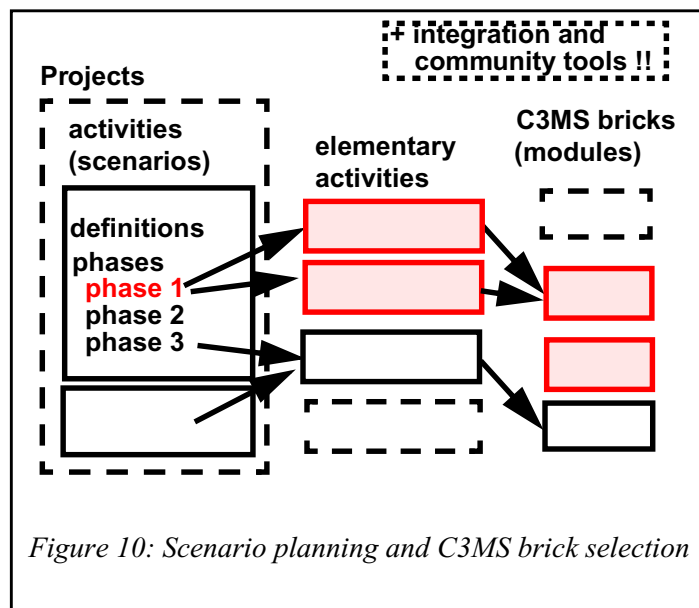 + integration and
community tools !!
Projects
activities
(scenarios)
elementary
activities
C3MS bricks
(modules)
definitions
phases
phase 1
phase 2
phase 3
Figure 10: Scenario planning and C3MS brick selection